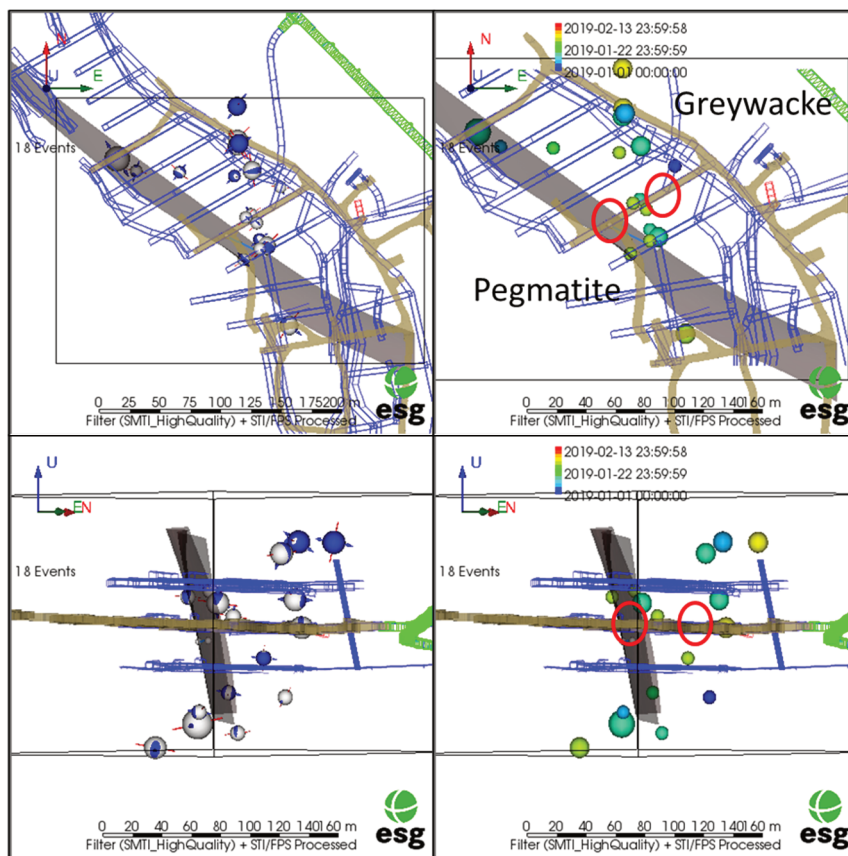 N
U
E
18 Events
0 25 50 75 100 125 150 175200 m
Filter (SMTI_HighQuality) + STI/FPS Processed
esg
2019-02-13 23:59:58
2019-01-22 23:59:59
2019-01-01 00:00:00
N
U
E
Greywacke
18 Events
Pegmatite
0 20 40 60 80 100 120 140 160 m
Filter (SMTI_HighQuality) + STI/FPS Processed
esg
U
EN
18 Events
0 20 40 60 80 100 120 140 160 m
Filter (SMTI_HighQuality) + STI/FPS Processed
esg
2019-02-13 23:59:58
2019-01-22 23:59:59
2019-01-01 00:00:00
U
EN
18 Events
0 20 40 60 80 100 120 140 160 m
Filter (SMTI_HighQuality) + STI/FPS Processed
esg